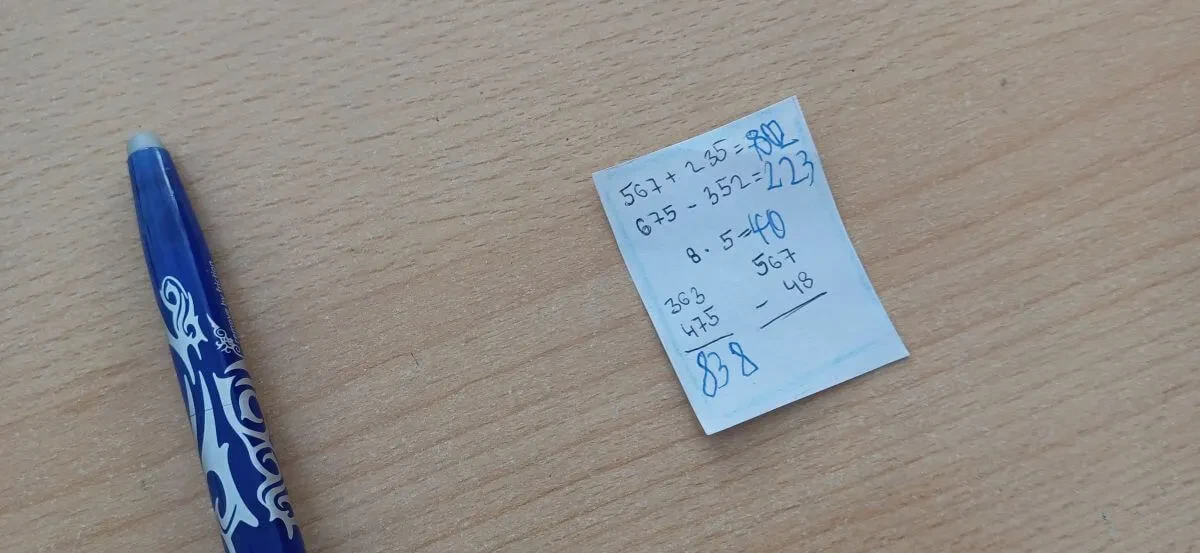 567 + 235 = 802
675 - 352 = 223
8 · 5 = 40
363
475
838
567
- 48